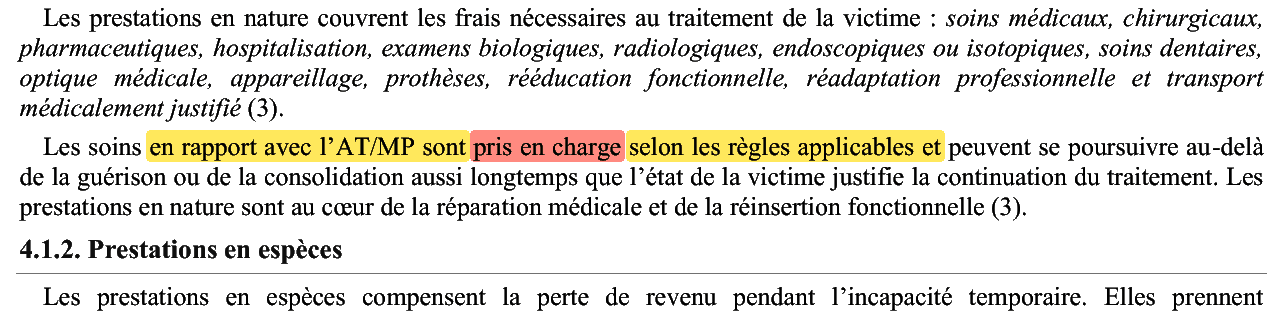 Les prestations en nature couvrent les frais nécessaires au traitement de la victime : soins médicaux, chirurgicaux,
pharmaceutiques, hospitalisation, examens biologiques, radiologiques, endoscopiques ou isotopiques, soins dentaires,
optique médicale, appareillage, prothèses, rééducation fonctionnelle, réadaptation professionnelle et transport
médicalement justifié (3).
Les soins en rapport avec l’AT/MP sont pris en charge selon les règles applicables et peuvent se poursuivre au-delà
de la guérison ou de la consolidation aussi longtemps que l’état de la victime justifie la continuation du traitement. Les
prestations en nature sont au cœur de la réparation médicale et de la réinsertion fonctionnelle (3).
4.1.2. Prestations en espèces
Les prestations en espèces compensent la perte de revenu pendant l’incapacité temporaire. Elles prennent